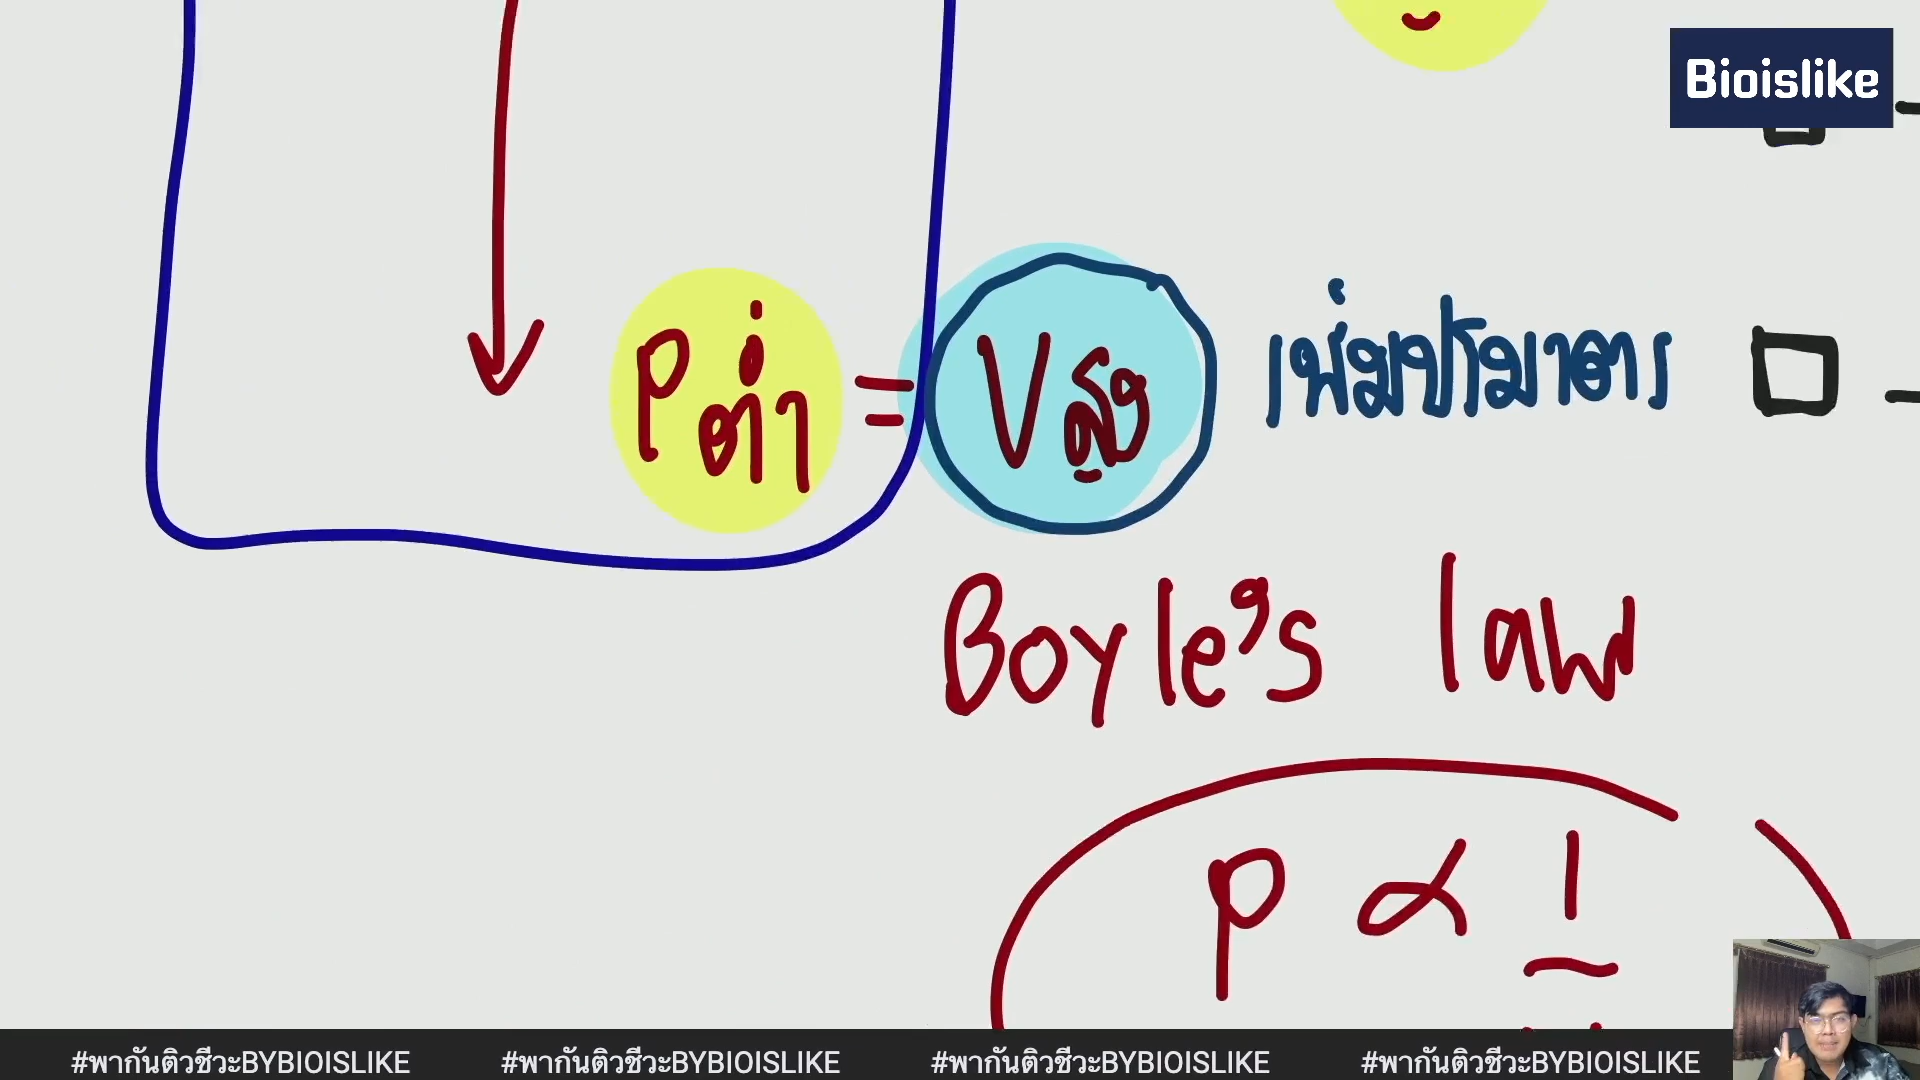 Bioislike
Pต่ำ = Vสูง เพิ่มปริมาตร
Boyle's law
P α 1
#พากันติวชีวะBYBIOISLIKE #พากันติวชีวะBYBIOISLIKE #พากันติวชีวะBYBIOISLIKE #พากันติวชีวะBYBIOISLIKE